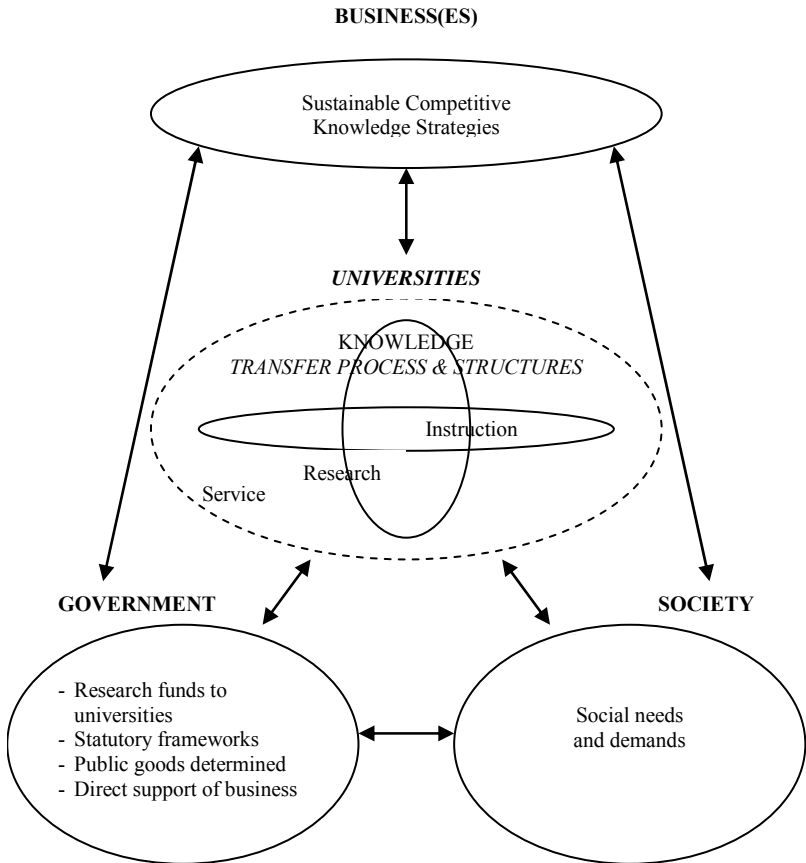 BUSINESS(ES)
Sustainable Competitive
Knowledge Strategies
UNIVERSITIES
KNOWLEDGE
TRANSFER PROCESS & STRUCTURES
Instruction
Research
Service
GOVERNMENT
SOCIETY
- Research funds to
universities
- Statutory frameworks
- Public goods determined
- Direct support of business
Social needs
and demands